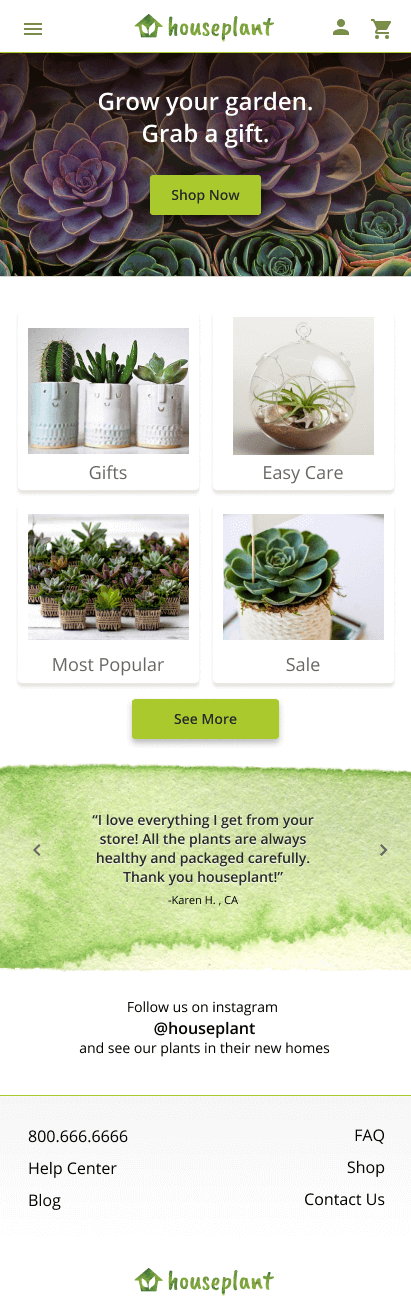 houseplant
Grow your garden.
Grab a gift.
Shop Now
Gifts
Easy Care
Most Popular
Sale
See More
“I love everything I get from your
store! All the plants are always
healthy and packaged carefully.
Thank you houseplant!”
-Karen H. , CA
Follow us on instagram
@houseplant
and see our plants in their new homes
800.666.6666
FAQ
Help Center
Shop
Blog
Contact Us
houseplant